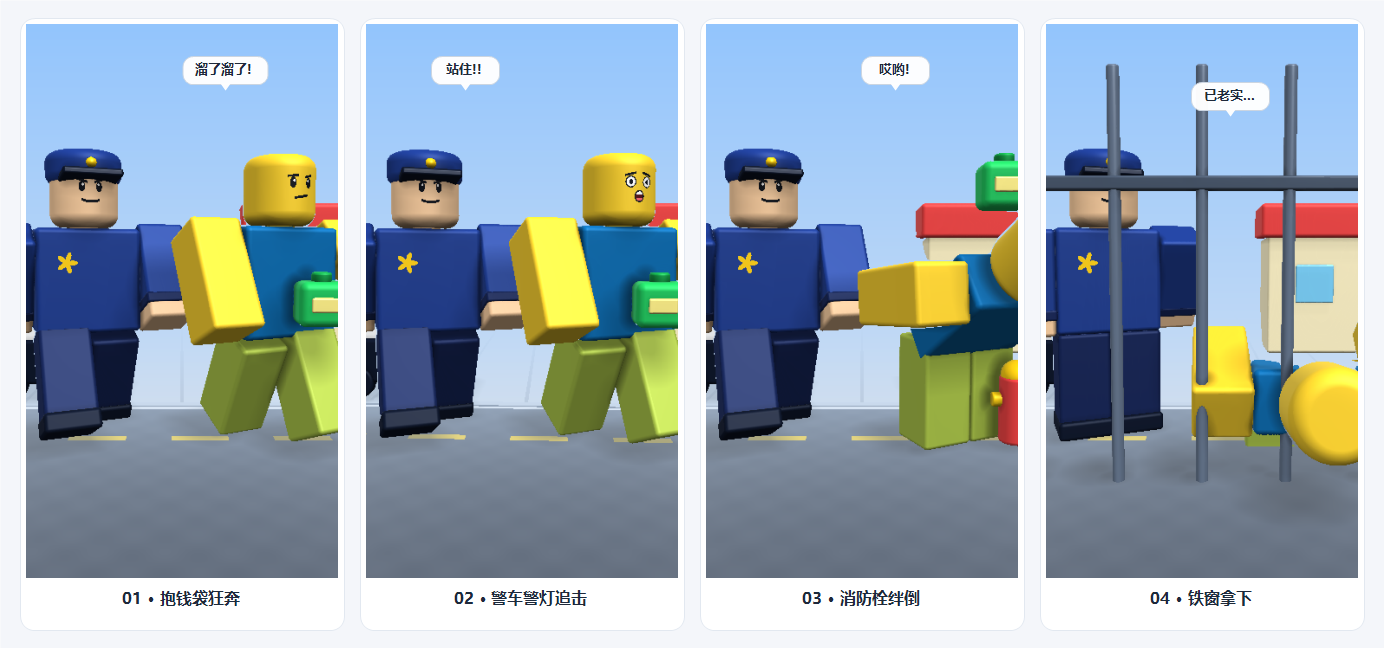 溜了溜了!
站住!!
哎哟!
已老实...
01 • 抱钱袋狂奔
02 • 警车警灯追击
03 • 消防栓绊倒
04 • 铁窗拿下